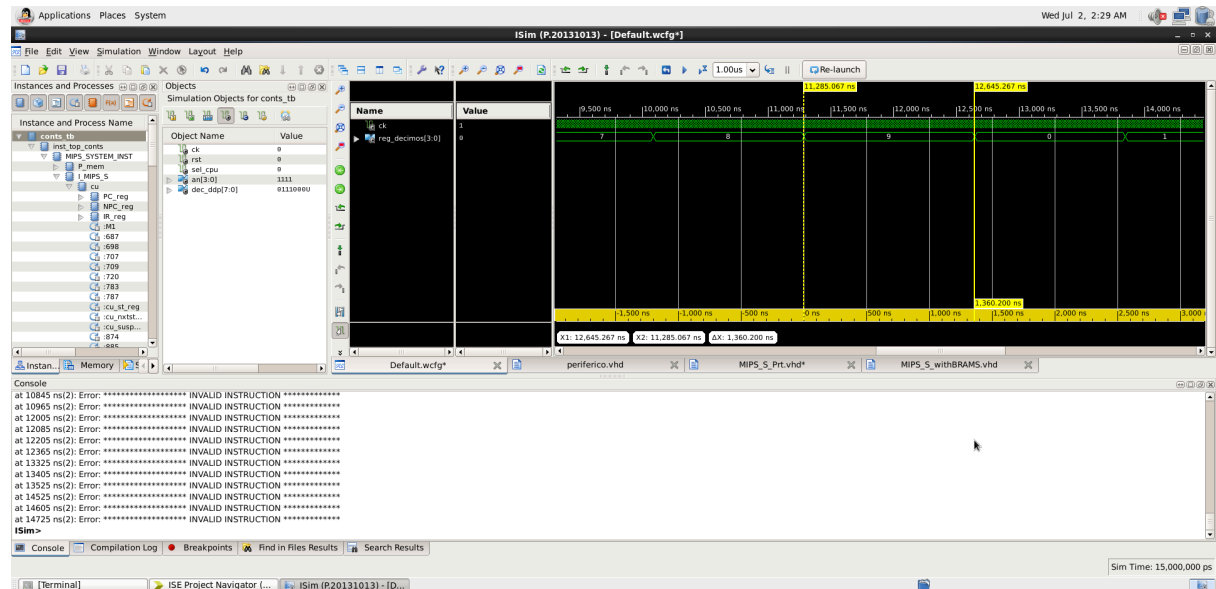 Applications Places System
Wed Jul 2, 2:29 AM
ISim (P.20131013) - [Default.wcfg*]
File Edit View Simulation Window Layout Help
1.00us
Re-launch
Instances and Processes
Instance and Process Name
conts_tb
inst_top_conts
MIPS_SYSTEM_INST
P_mem
I_MIPS_S
cu
PC_reg
NPC_reg
IR_reg
:M1
:687
:698
:707
:709
:720
:783
:787
:cu_st_reg
:cu_nxtst...
:cu_susp...
:874
:885
Instan...
Memory
Objects
Simulation Objects for conts_tb
Object Name Value
ck 0
rst 0
sel_cpu 0
an[3:0] 1111
dec_ddp[7:0] 0111000U
Name Value
ck 1
reg_decimos[3:0] 0
11,285.067 ns 12,645.267 ns
9,500 ns 10,000 ns 10,500 ns 11,000 ns 11,500 ns 12,000 ns 12,500 ns 13,000 ns 13,500 ns 14,000 ns
7 8 9 0 1
1,360.200 ns
-1,500 ns -1,000 ns -500 ns 0 ns 500 ns 1,000 ns 1,500 ns 2,000 ns 2,500 ns 3,000
X1: 12,645.267 ns X2: 11,285.067 ns ΔX: 1,360.200 ns
Default.wcfg* periferico.vhd MIPS_S_Prt.vhd* MIPS_S_withBRAMS.vhd
Console
at 10845 ns(2): Error: ******************** INVALID INSTRUCTION **************
at 10965 ns(2): Error: ******************** INVALID INSTRUCTION **************
at 12005 ns(2): Error: ******************** INVALID INSTRUCTION **************
at 12085 ns(2): Error: ******************** INVALID INSTRUCTION **************
at 12205 ns(2): Error: ******************** INVALID INSTRUCTION **************
at 12365 ns(2): Error: ******************** INVALID INSTRUCTION **************
at 13325 ns(2): Error: ******************** INVALID INSTRUCTION **************
at 13405 ns(2): Error: ******************** INVALID INSTRUCTION **************
at 13525 ns(2): Error: ******************** INVALID INSTRUCTION **************
at 14525 ns(2): Error: ******************** INVALID INSTRUCTION **************
at 14605 ns(2): Error: ******************** INVALID INSTRUCTION **************
at 14725 ns(2): Error: ******************** INVALID INSTRUCTION **************
ISim>
Console Compilation Log Breakpoints Find in Files Results Search Results
Sim Time: 15,000,000 ps
[Terminal] ISE Project Navigator (... ISim (P.20131013) - [D...